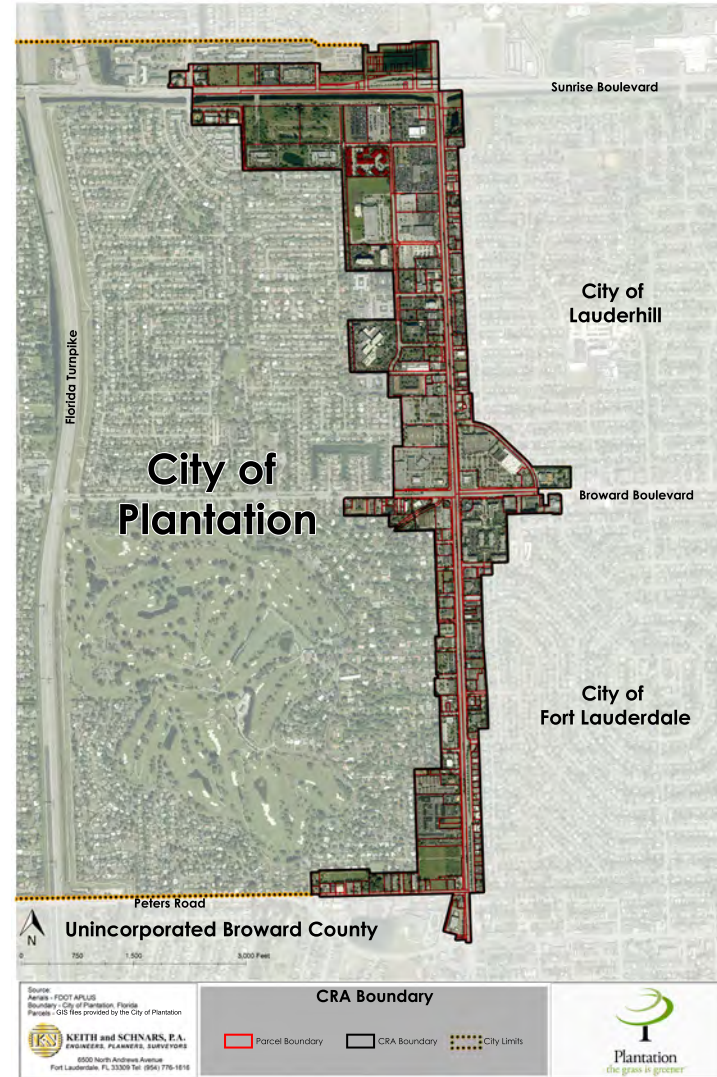 Sunrise Boulevard
City of
Lauderhill
Florida Turnpike
City of
Plantation
Broward Boulevard
City of
Fort Lauderdale
Peters Road
Unincorporated Broward County
N
0 750 1,500 3,000 Feet
Source:
Aerials - FDOT APLUS
Boundary - City of Plantation, Florida
Parcels - GIS files provided by the City of Plantation
K&S
KEITH and SCHNARS, P.A.
ENGINEERS, PLANNERS, SURVEYORS
6500 North Andrews Avenue
Fort Lauderdale, FL 33309 Tel: (954) 776-1616
CRA Boundary
Parcel Boundary
CRA Boundary
City Limits
Plantation
the grass is greener